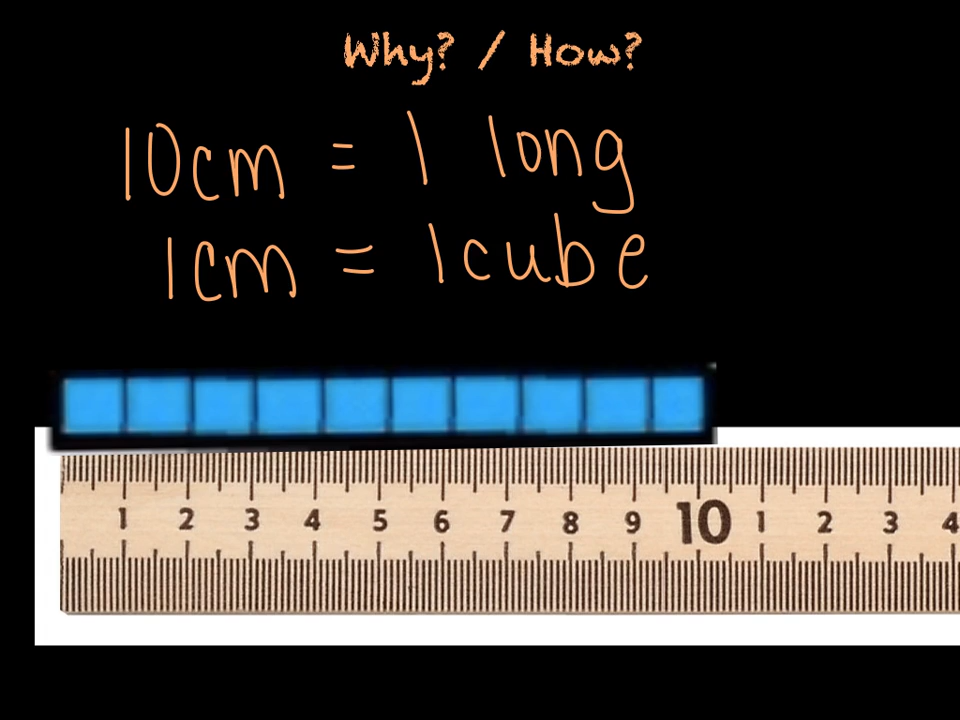 Why? / How?
10cm = 1 long
1cm = 1cube
1 2 3 4 5 6 7 8 9 10 1 2 3 4